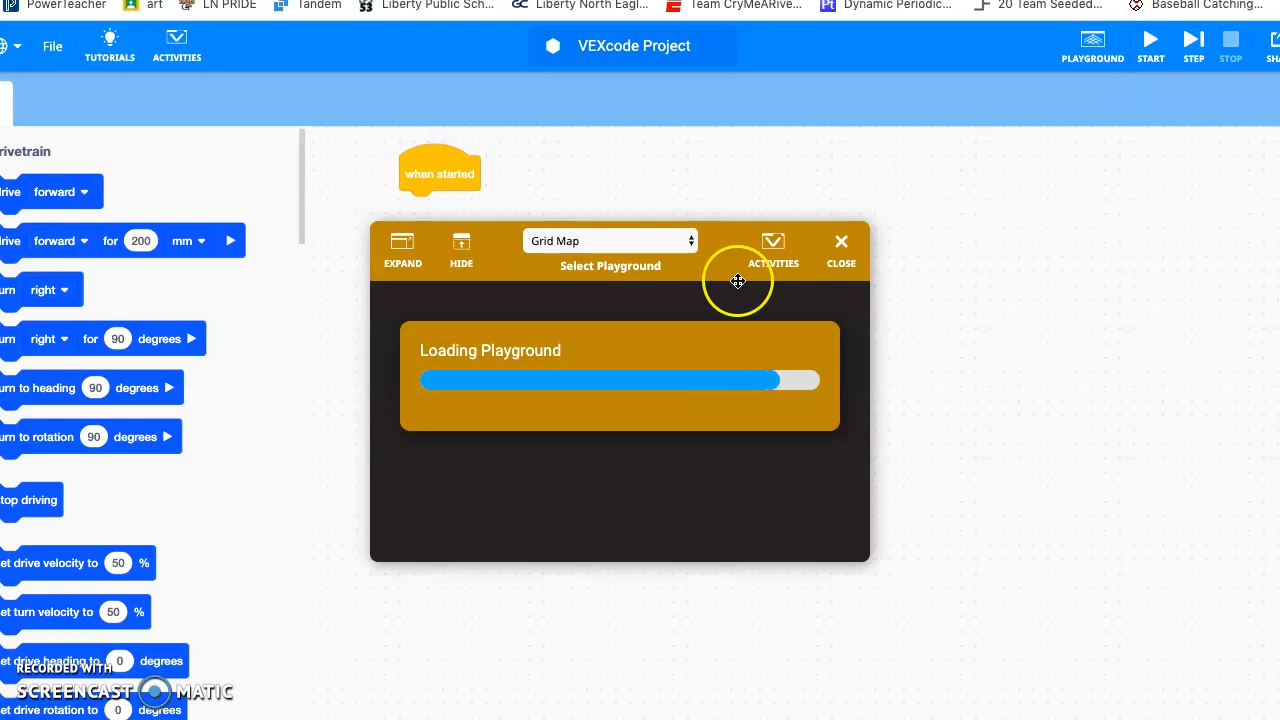 PowerTeacher art LN PRIDE Tandem Liberty Public Sch... Liberty North Eagl... Team CryMeARive... Dynamic Periodic... 20 Team Seeded... Baseball Catching...
File TUTORIALS ACTIVITIES VEXcode Project PLAYGROUND START STEP STOP SHA
rivetrain
when started
rive forward
rive forward for 200 mm
urn right
urn right for 90 degrees
urn to heading 90 degrees
urn to rotation 90 degrees
top driving
et drive velocity to 50 %
et turn velocity to 50 %
et drive heading to 0 degrees
et drive rotation to 0 degrees
EXPAND HIDE Grid Map ACTIVITIES CLOSE
Select Playground
Loading Playground
RECORDED WITH
SCREENCAST MATIC